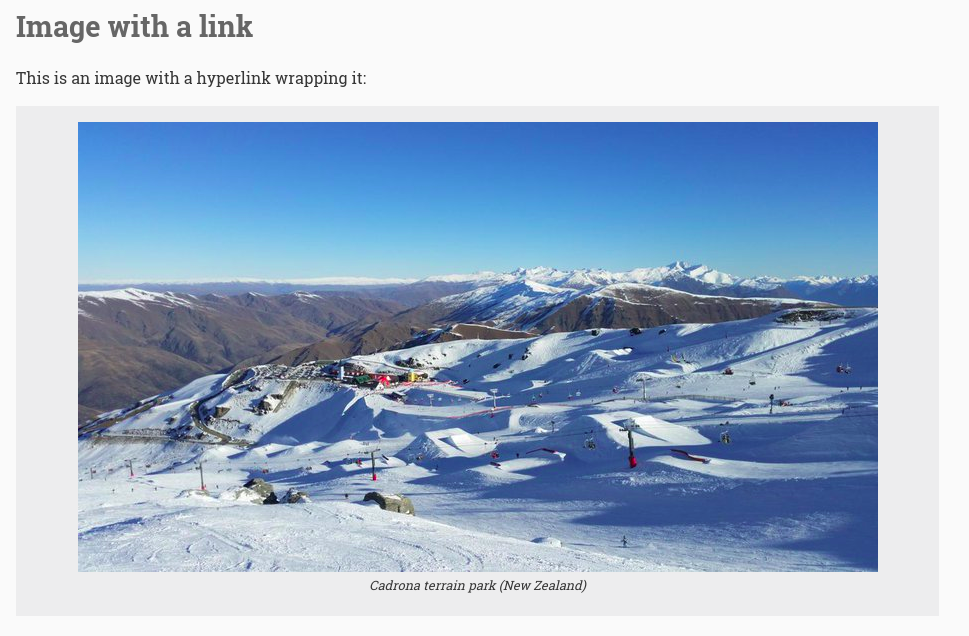 Image with a link
This is an image with a hyperlink wrapping it:
Cadrona terrain park (New Zealand)